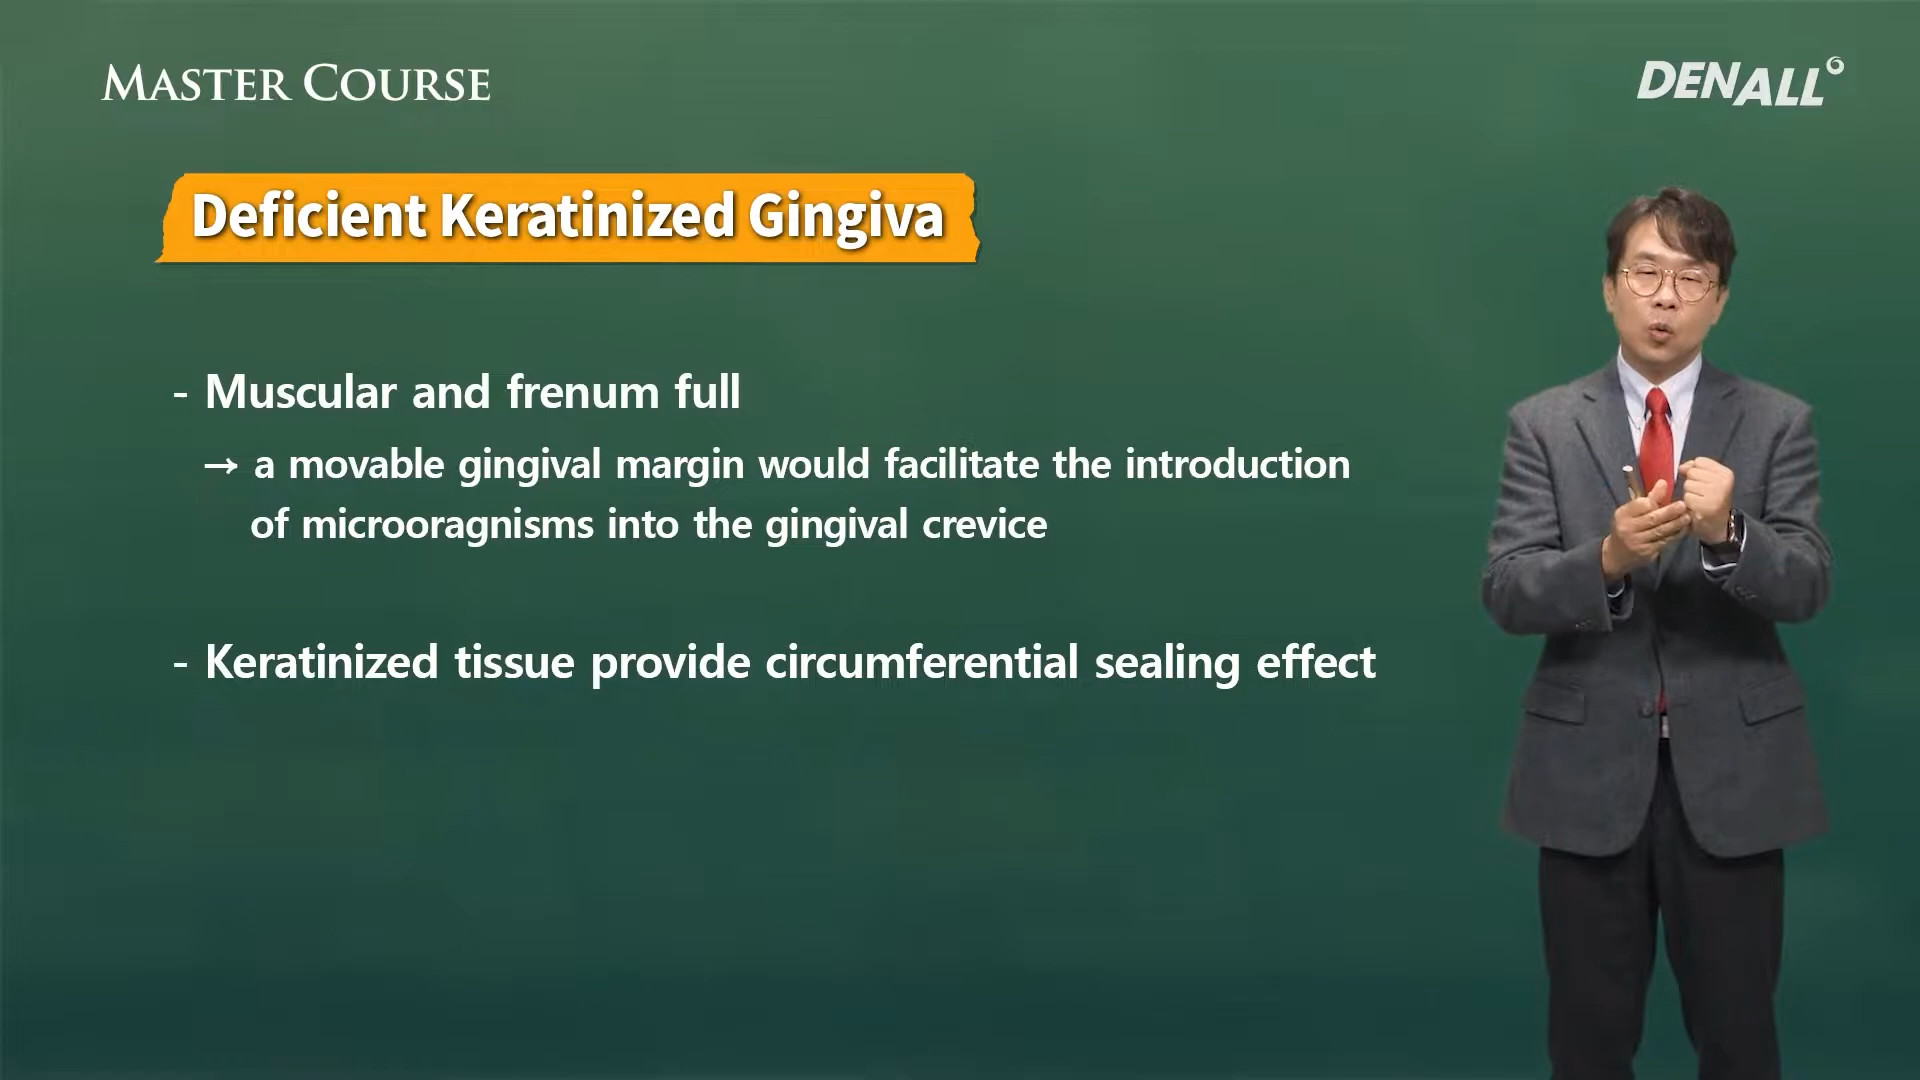 MASTER COURSE
DENALL
Deficient Keratinized Gingiva
- Muscular and frenum full
→ a movable gingival margin would facilitate the introduction
of microoragnisms into the gingival crevice
- Keratinized tissue provide circumferential sealing effect